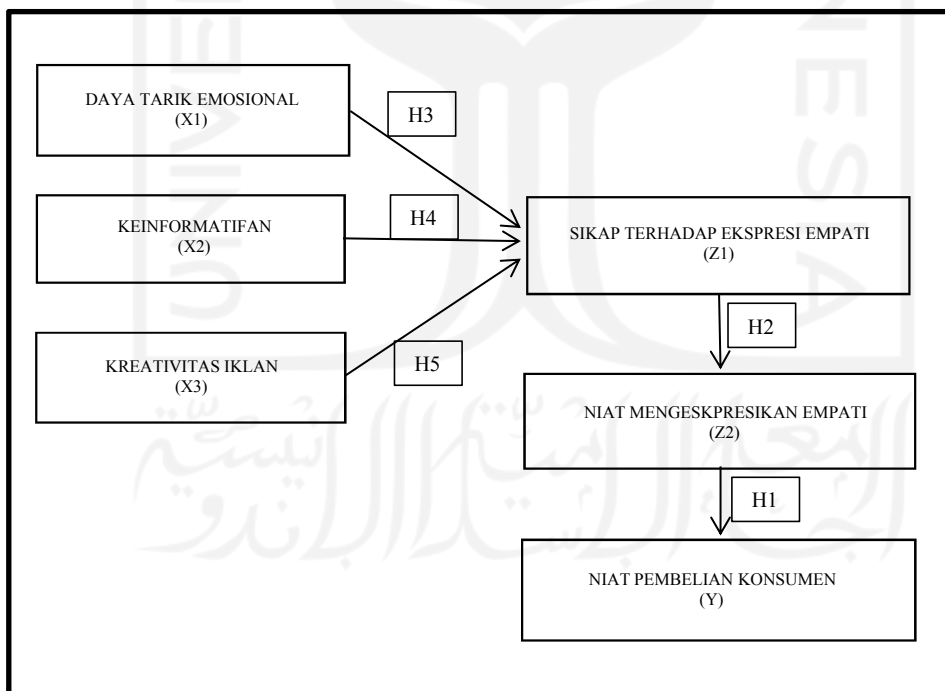 DAYA TARIK EMOSIONAL
(X1)
H3
KEINFORMATIFAN
(X2)
H4
SIKAP TERHADAP EKSPRESI EMPATI
(Z1)
KREATIVITAS IKLAN
(X3)
H5
H2
NIAT MENGESKPRESIKAN EMPATI
(Z2)
H1
NIAT PEMBELIAN KONSUMEN
(Y)